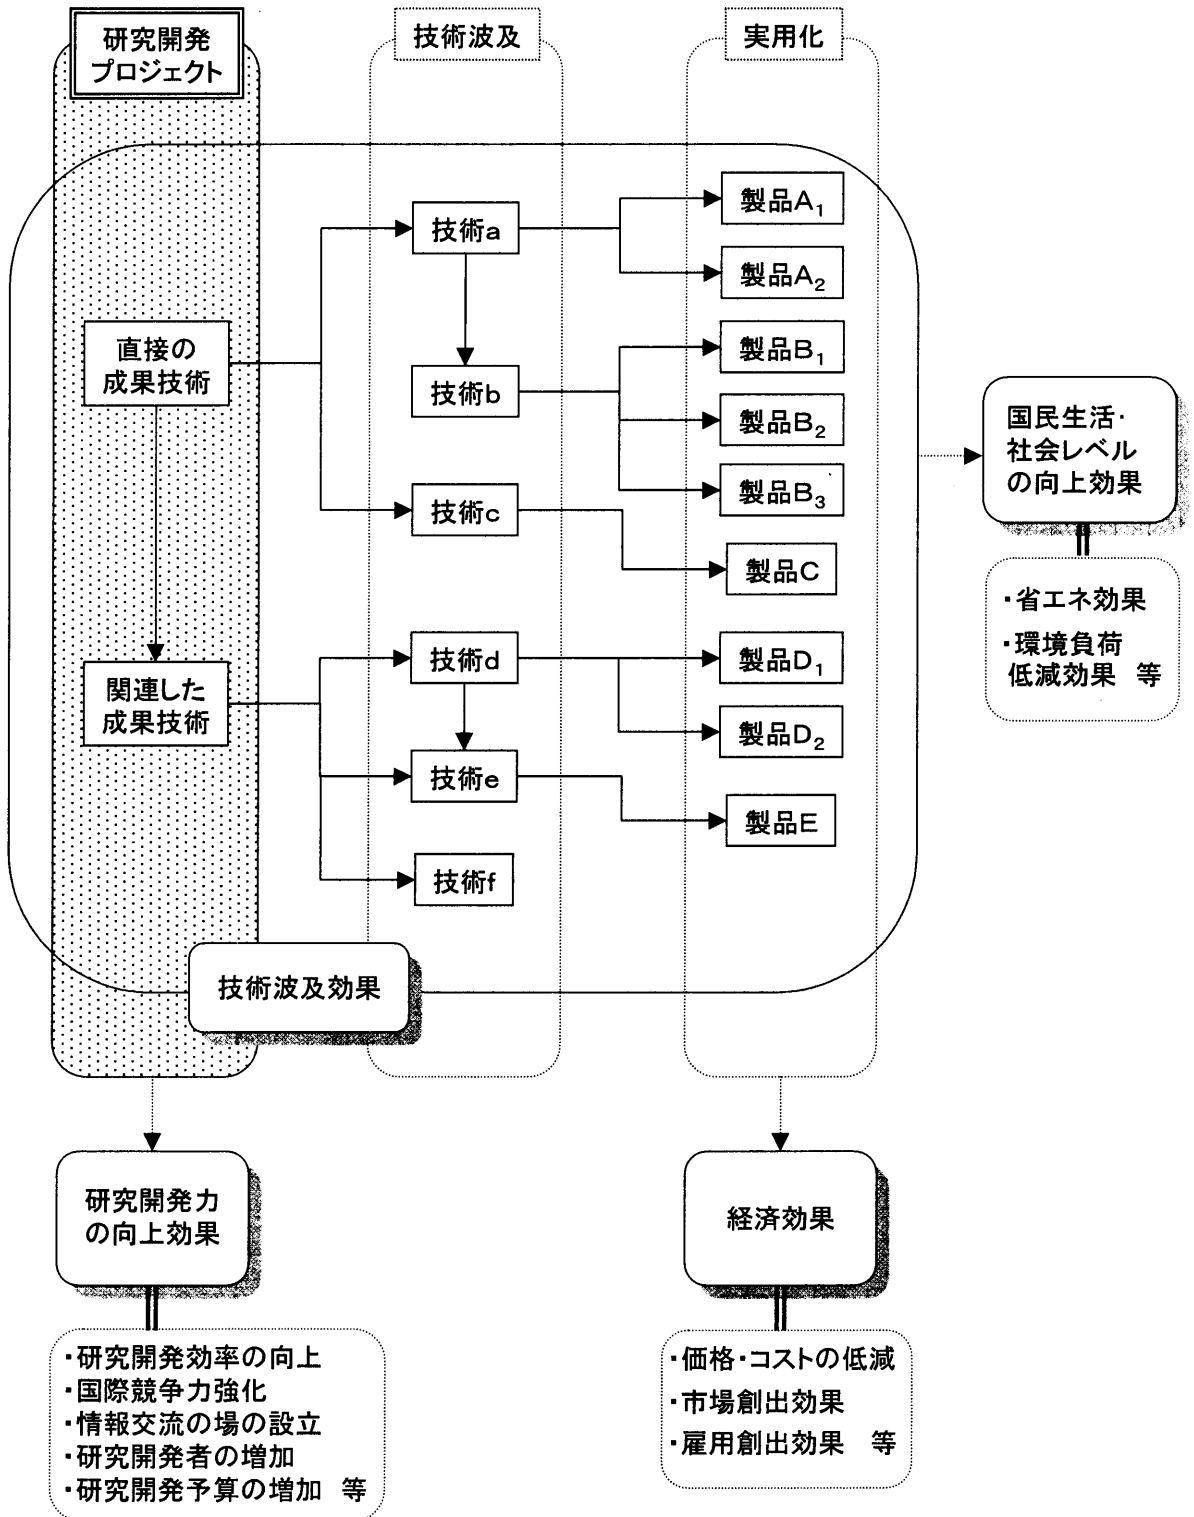 研究開発
プロジェクト
技術波及
実用化
製品A1
技術a
製品A2
直接の
成果技術
製品B1
技術b
製品B2
国民生活・
社会レベル
の向上効果
製品B3
技術c
製品C
・省エネ効果
・環境負荷
低減効果 等
関連した
成果技術
技術d
製品D1
製品D2
技術e
製品E
技術f
技術波及効果
研究開発力
の向上効果
経済効果
・研究開発効率の向上
・国際競争力強化
・情報交流の場の設立
・研究開発者の増加
・研究開発予算の増加 等
・価格・コストの低減
・市場創出効果
・雇用創出効果 等